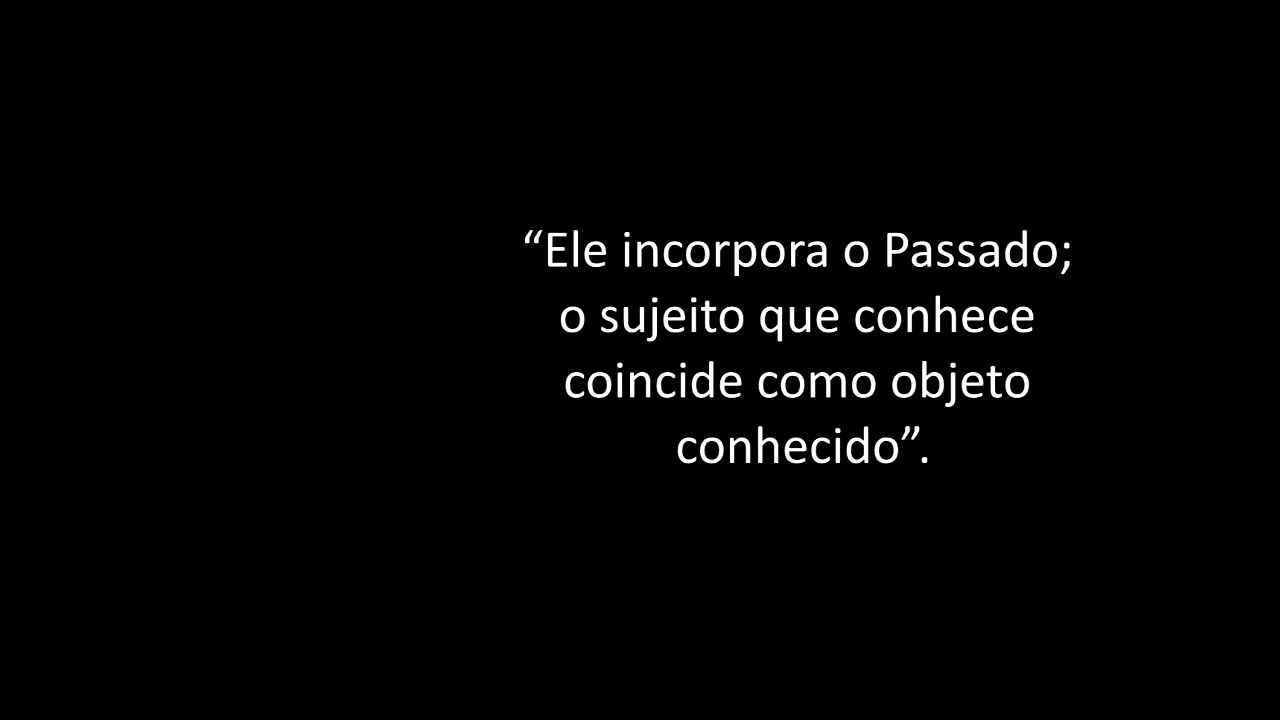 “Ele incorpora o Passado;
o sujeito que conhece
coincide como objeto
conhecido”.